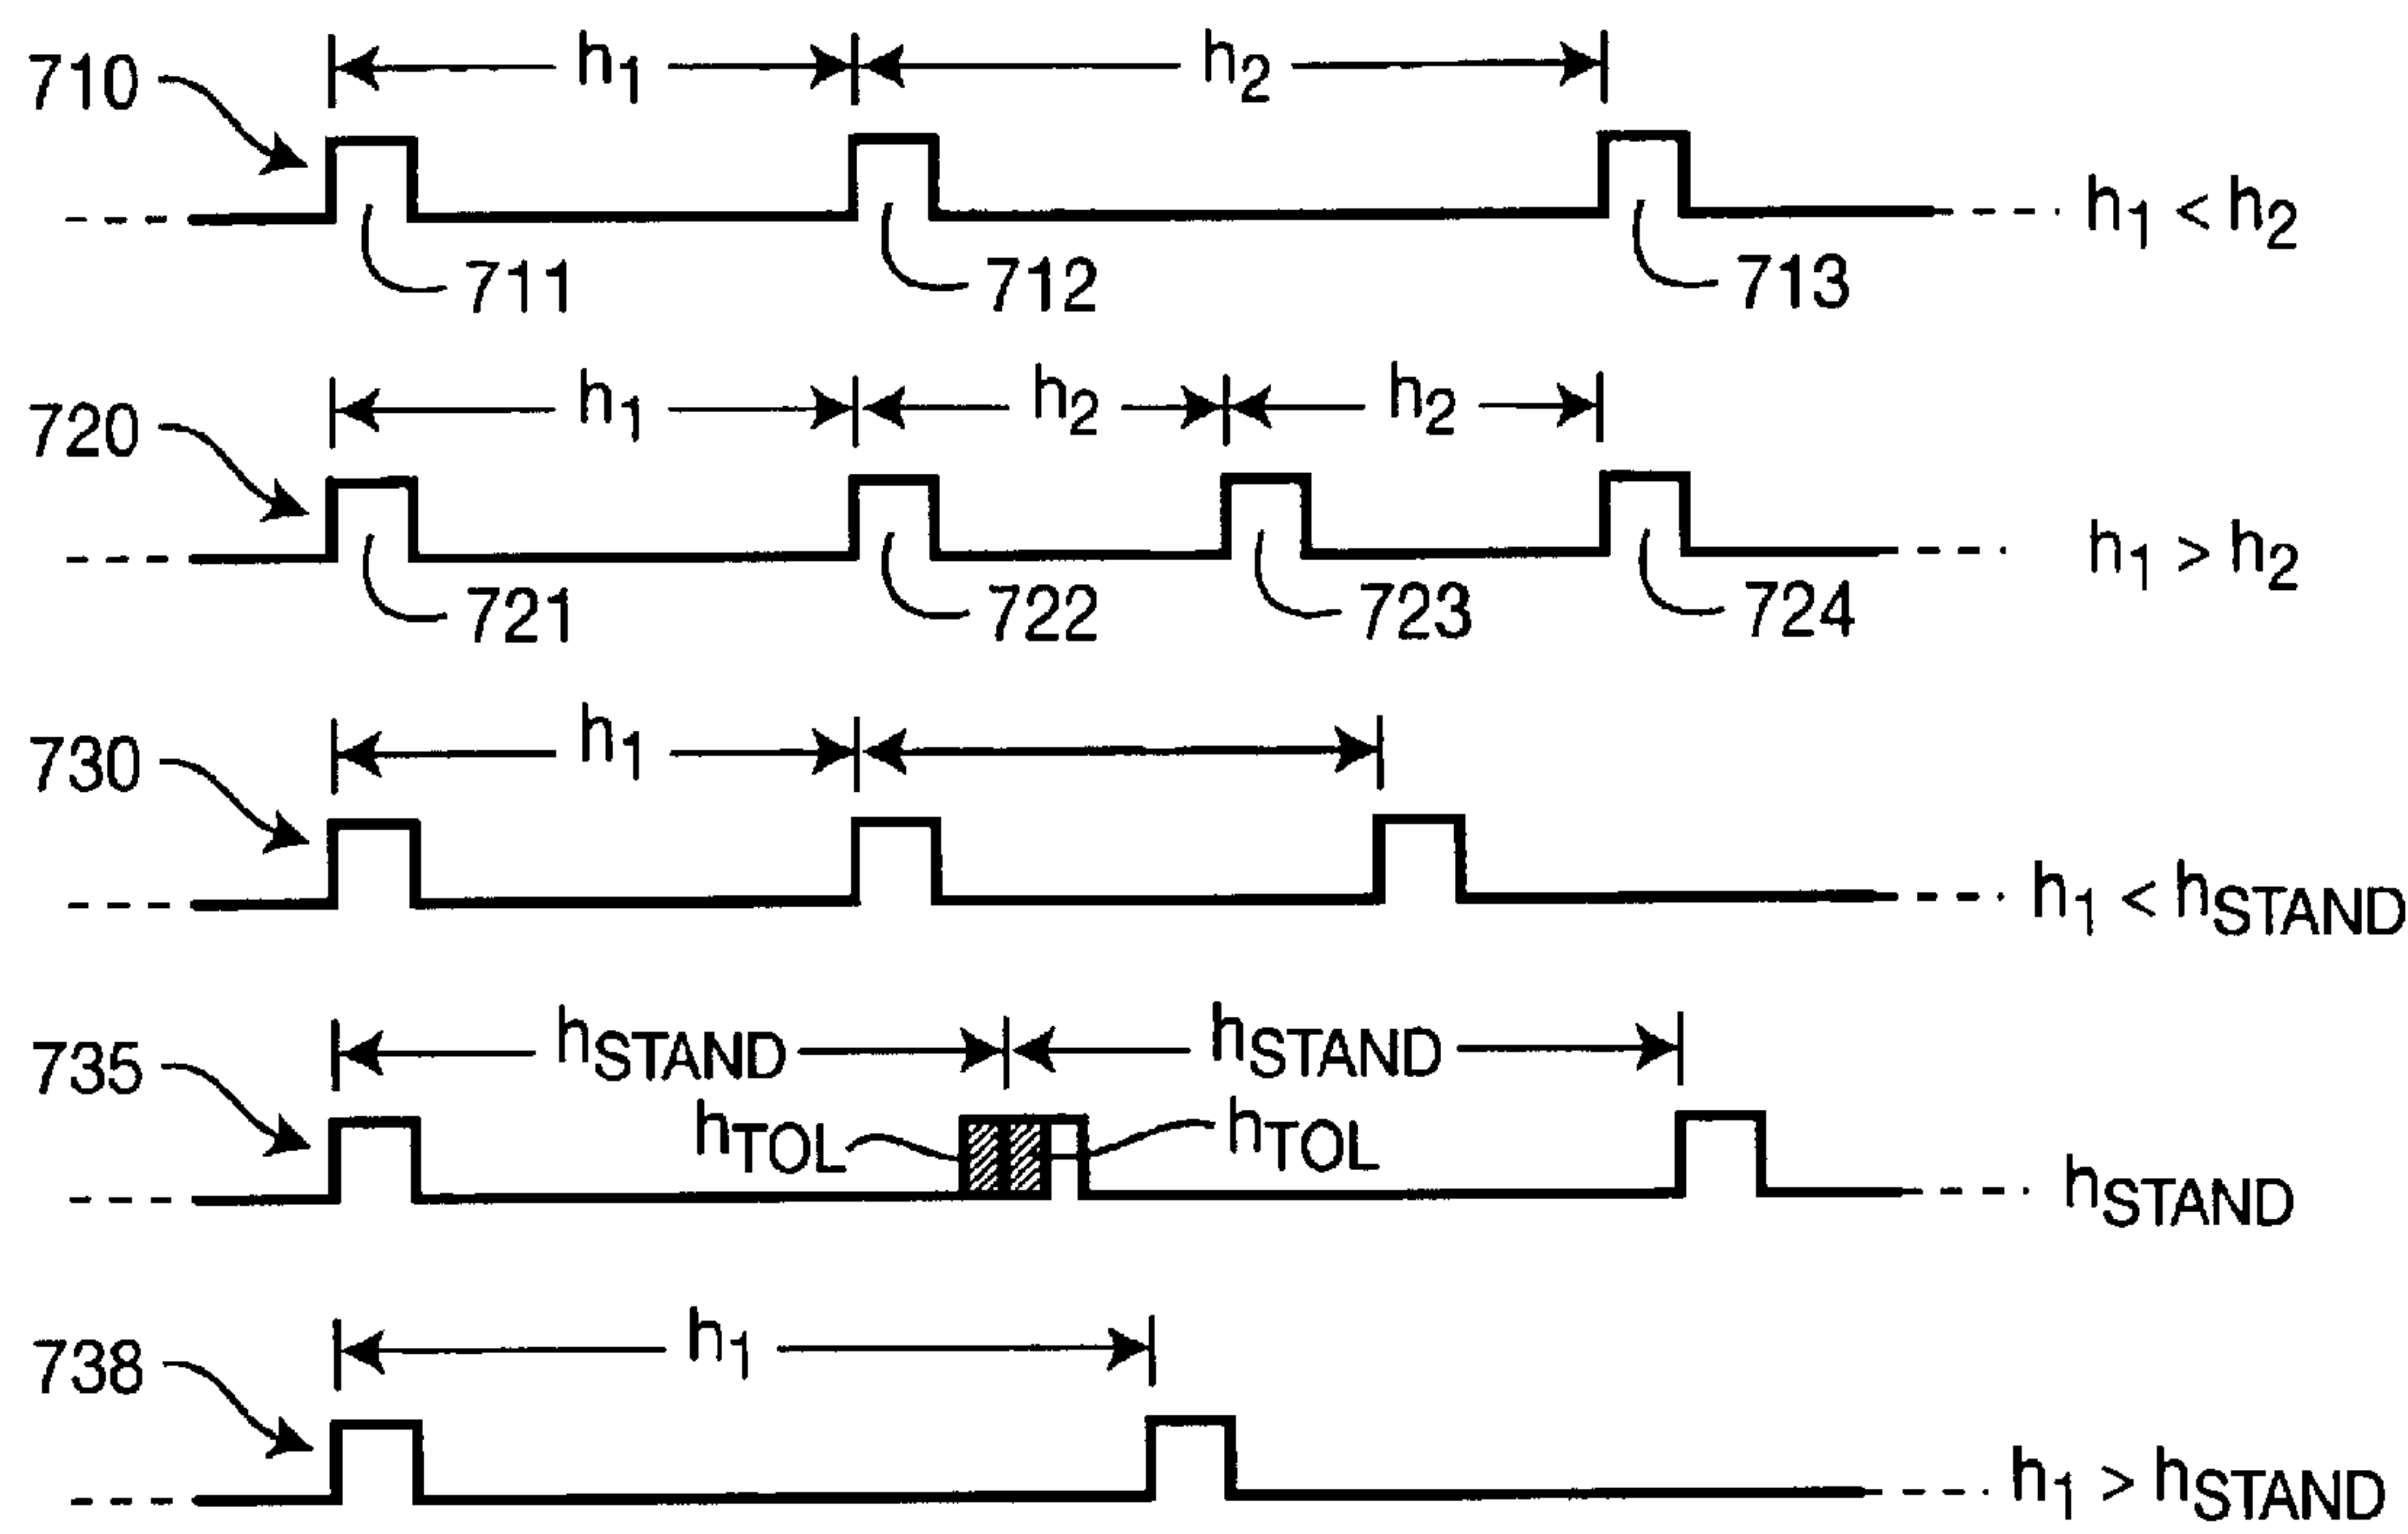 710 h1 h2
h1 < h2
711 712 713
720 h1 h2 h2
h1 > h2
721 722 723 724
730 h1
h1 < hSTAND
735 hSTAND hSTAND
hTOL hTOL
hSTAND
738 h1
h1 > hSTAND